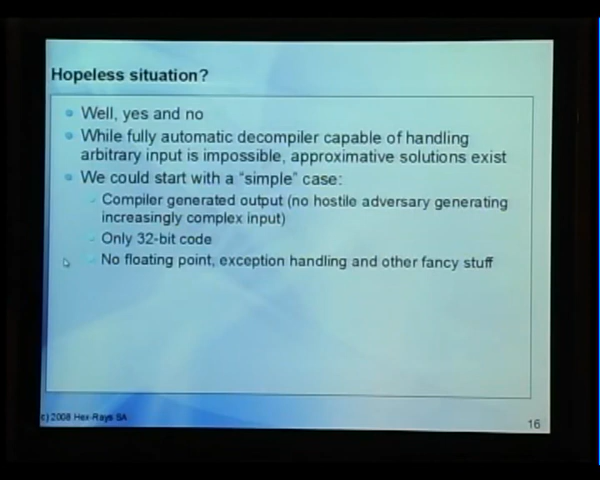 Hopeless situation?
Well, yes and no
While fully automatic decompiler capable of handling
arbitrary input is impossible, approximative solutions exist
We could start with a "simple" case:
Compiler generated output (no hostile adversary generating
increasingly complex input)
Only 32-bit code
No floating point, exception handling and other fancy stuff
c) 2008 Hex-Rays SA
16